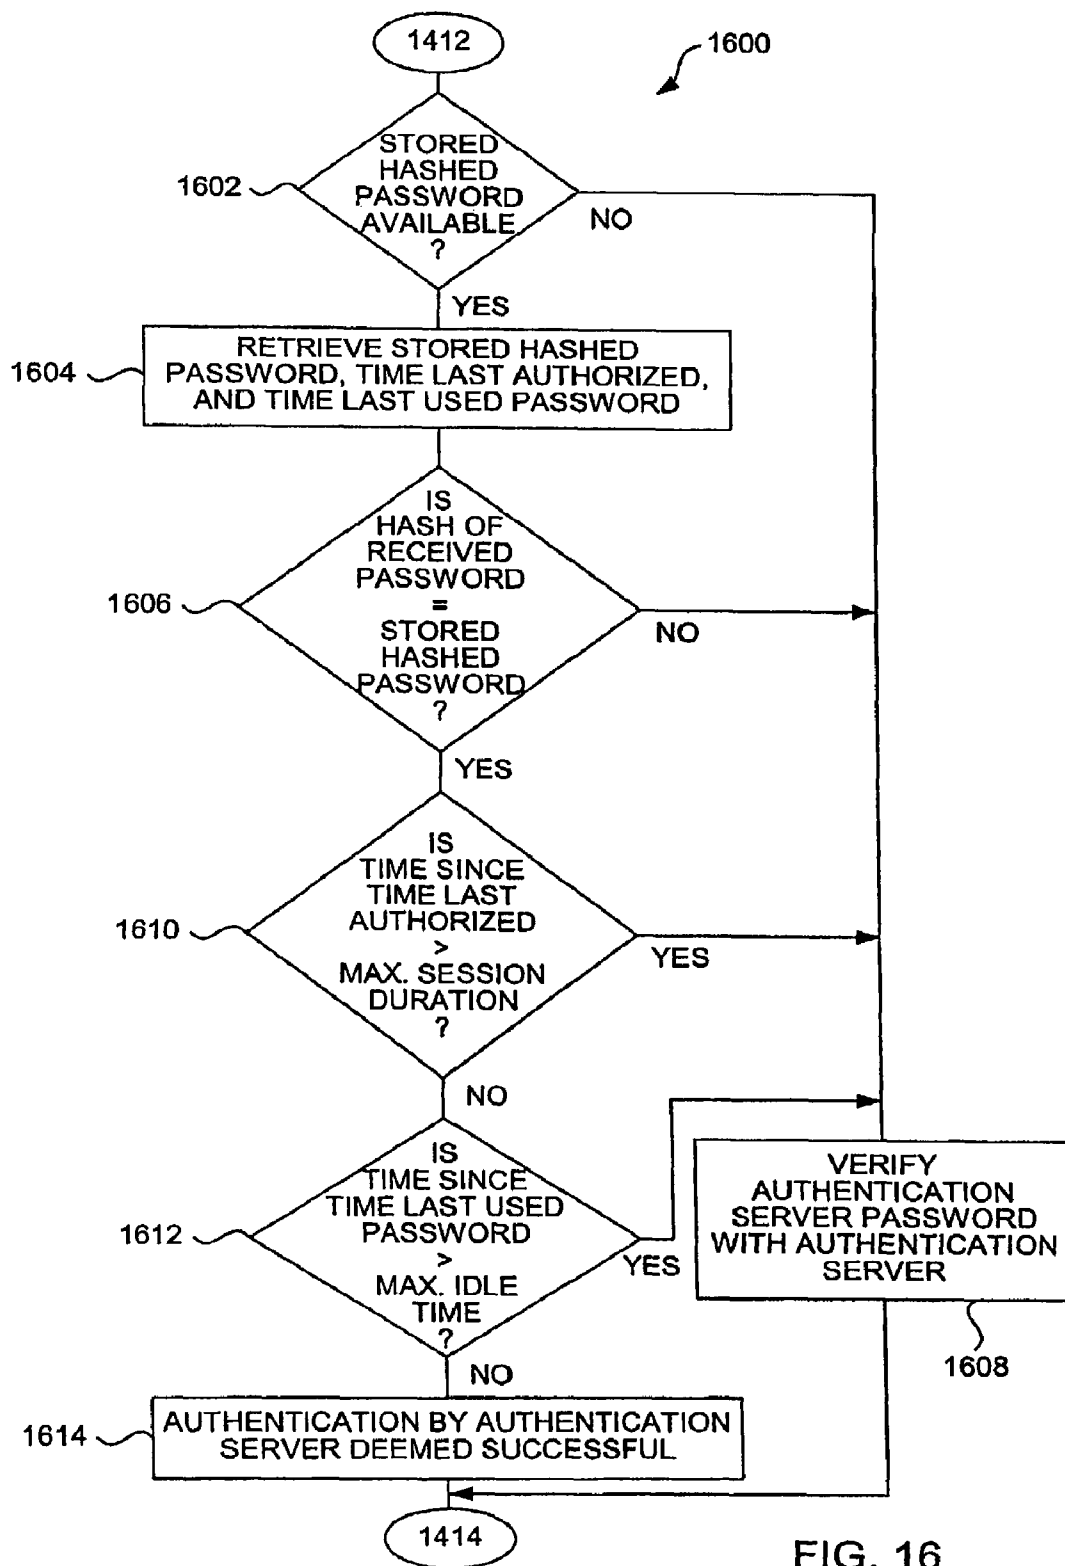 1412
1600
STORED
HASHED
PASSWORD
AVAILABLE
?
1602
NO
YES
1604
RETRIEVE STORED HASHED
PASSWORD, TIME LAST AUTHORIZED,
AND TIME LAST USED PASSWORD
IS
HASH OF
RECEIVED
PASSWORD
=
STORED
HASHED
PASSWORD
?
1606
NO
YES
IS
TIME SINCE
TIME LAST
AUTHORIZED
>
MAX. SESSION
DURATION
?
1610
YES
NO
IS
TIME SINCE
TIME LAST USED
PASSWORD
>
MAX. IDLE
TIME
?
1612
YES
VERIFY
AUTHENTICATION
SERVER PASSWORD
WITH AUTHENTICATION
SERVER
1608
NO
1614
AUTHENTICATION BY AUTHENTICATION
SERVER DEEMED SUCCESSFUL
1414
FIG. 16